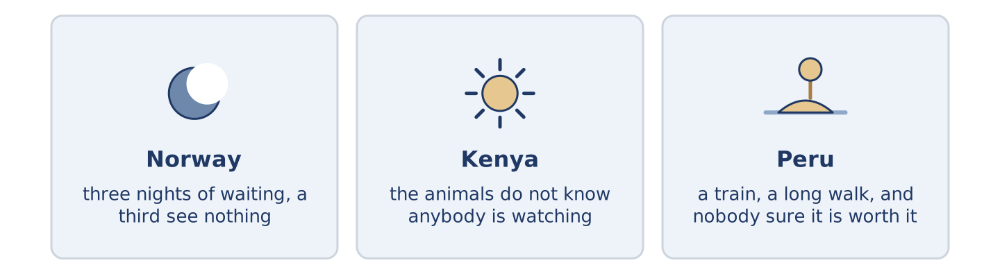 Norway
three nights of waiting, a
third see nothing
Kenya
the animals do not know
anybody is watching
Peru
a train, a long walk, and
nobody sure it is worth it